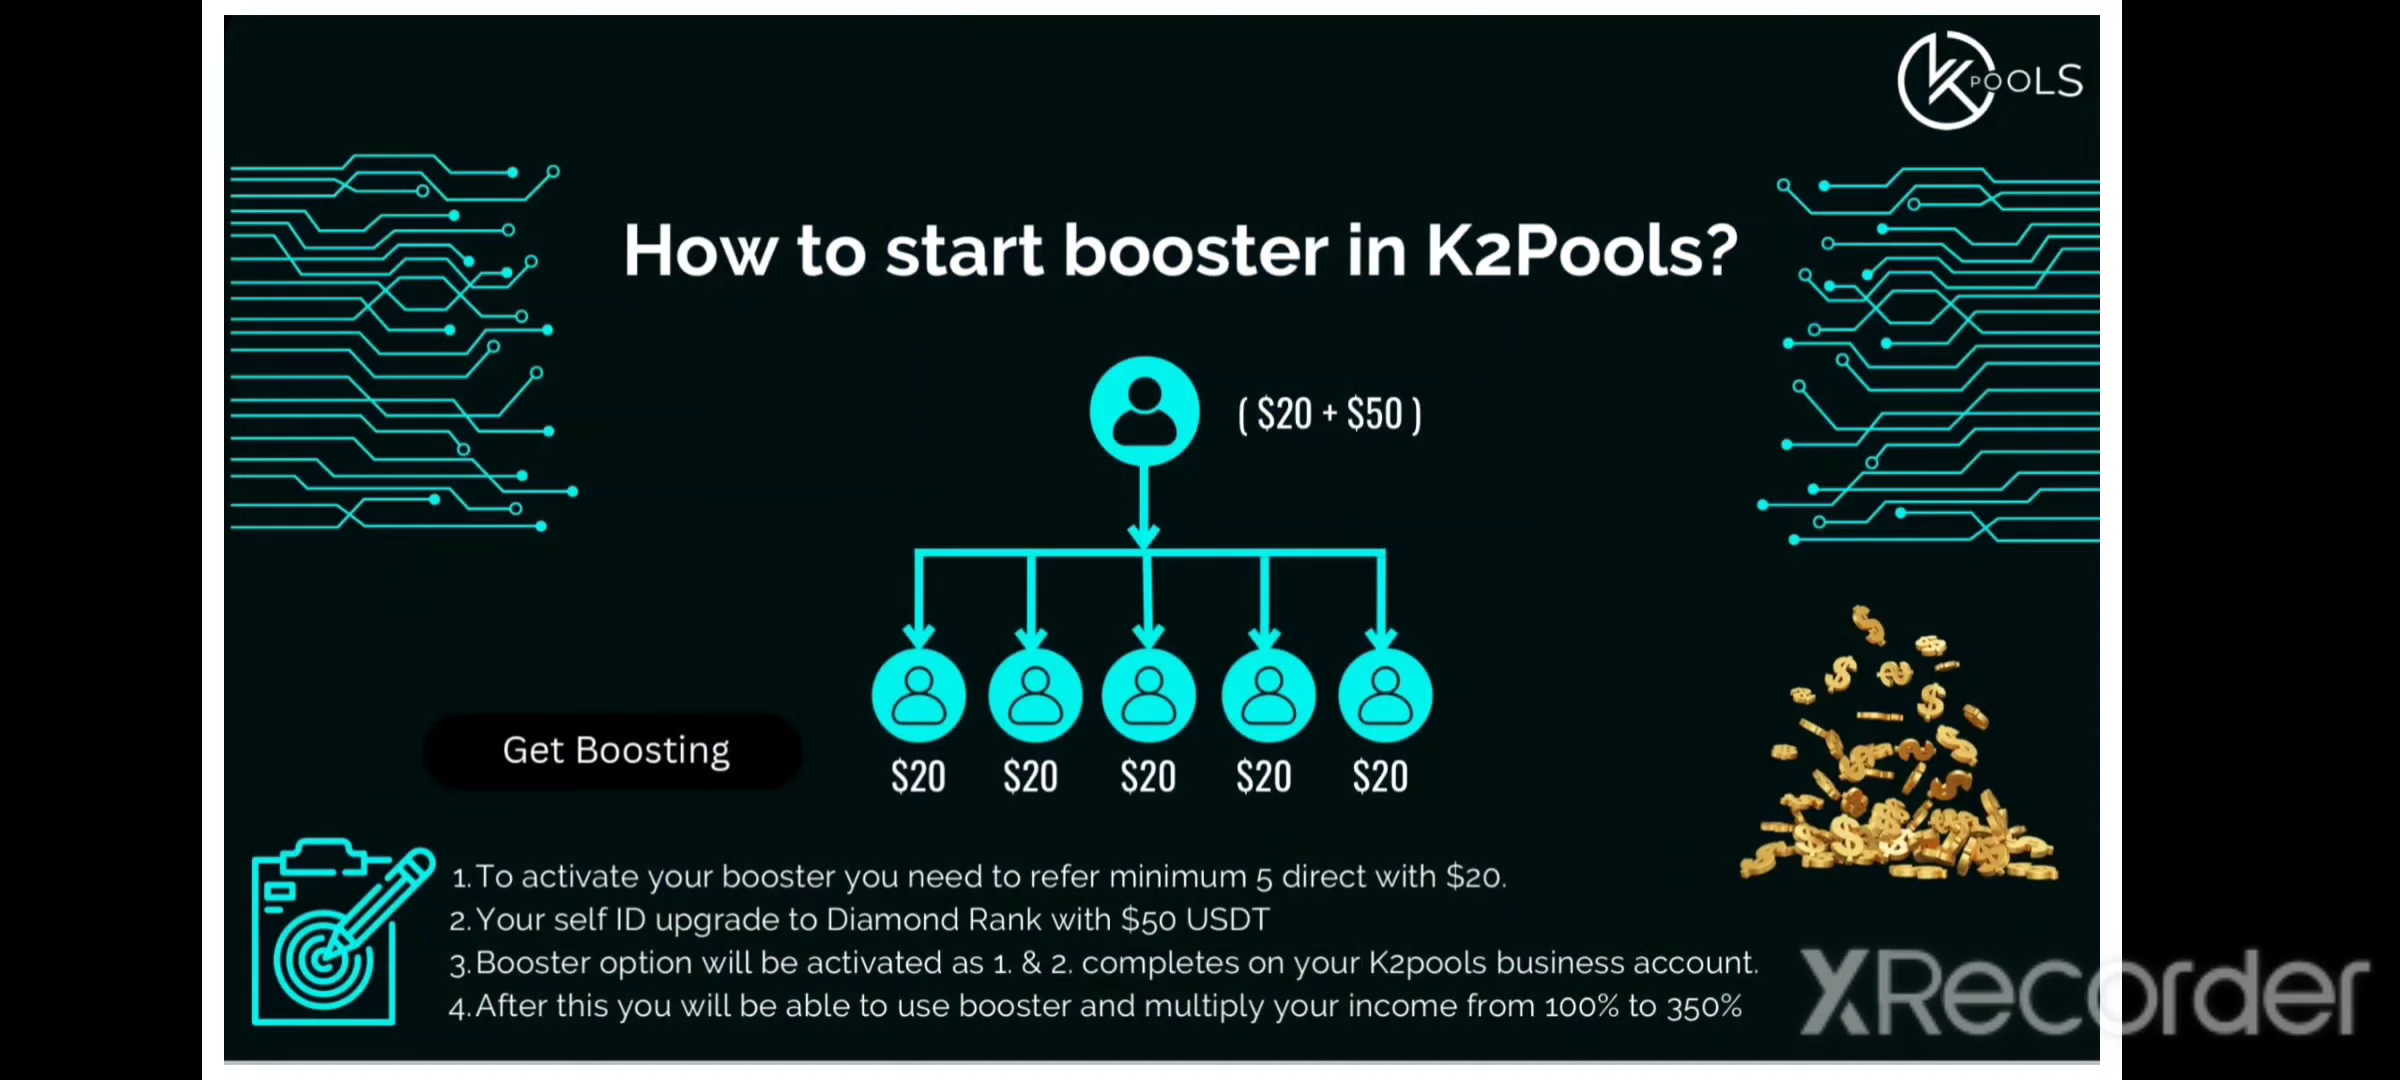 K POOLS
How to start booster in K2Pools?
( $20 + $50 )
Get Boosting
$20 $20 $20 $20 $20
1. To activate your booster you need to refer minimum 5 direct with $20.
2. Your self ID upgrade to Diamond Rank with $50 USDT
3. Booster option will be activated as 1. & 2. completes on your K2pools business account.
4. After this you will be able to use booster and multiply your income from 100% to 350%
XRecorder